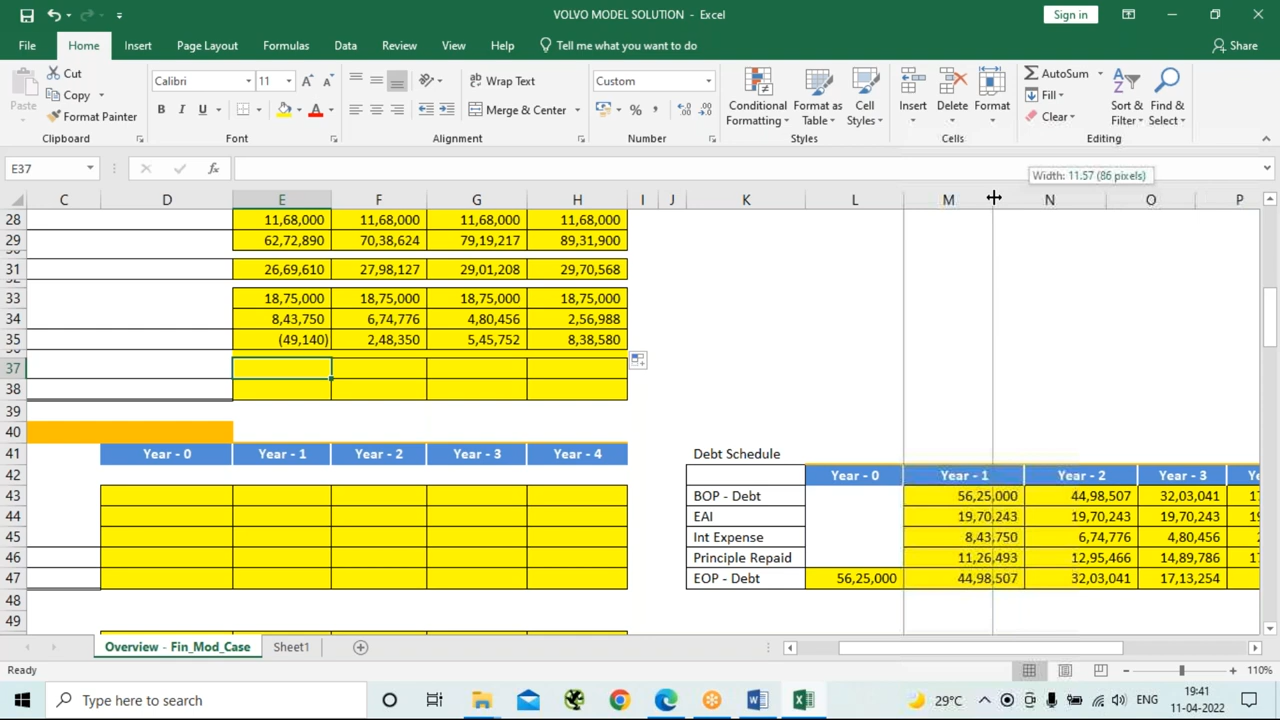 VOLVO MODEL SOLUTION - Excel
Sign in
File Home Insert Page Layout Formulas Data Review View Help Tell me what you want to do Share
Cut
Copy
Format Painter
Paste
Calibri 11
B I U
Wrap Text
Merge & Center
Custom
Conditional Formatting
Format as Table
Cell Styles
Insert
Delete
Format
AutoSum
Fill
Clear
Sort & Filter
Find & Select
Clipboard Font Alignment Number Styles Cells Editing
E37
fx
Width: 11.57 (86 pixels)
C D E F G H I J K L M N O P
28 11,68,000 11,68,000 11,68,000 11,68,000
29 62,72,890 70,38,624 79,19,217 89,31,900
31 26,69,610 27,98,127 29,01,208 29,70,568
33 18,75,000 18,75,000 18,75,000 18,75,000
34 8,43,750 6,74,776 4,80,456 2,56,988
35 (49,140) 2,48,350 5,45,752 8,38,580
37
38
39
40
41 Year - 0 Year - 1 Year - 2 Year - 3 Year - 4 Debt Schedule
42 Year - 0 Year - 1 Year - 2 Year - 3
43 BOP - Debt 56,25,000 44,98,507 32,03,041
44 EAI 19,70,243 19,70,243 19,70,243
45 Int Expense 8,43,750 6,74,776 4,80,456
46 Principle Repaid 11,26,493 12,95,466 14,89,786
47 EOP - Debt 56,25,000 44,98,507 32,03,041 17,13,254
48
49
Overview - Fin_Mod_Case Sheet1
Ready
110%
Type here to search
29°C
ENG
19:41
11-04-2022